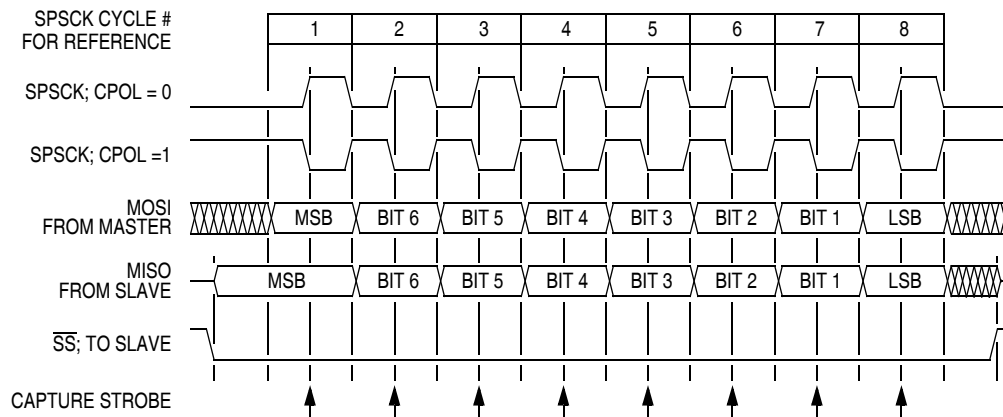 SPSCK CYCLE #
FOR REFERENCE
1 2 3 4 5 6 7 8
SPSCK; CPOL = 0
SPSCK; CPOL =1
MOSI
FROM MASTER
MSB BIT 6 BIT 5 BIT 4 BIT 3 BIT 2 BIT 1 LSB
MISO
FROM SLAVE
MSB BIT 6 BIT 5 BIT 4 BIT 3 BIT 2 BIT 1 LSB
SS; TO SLAVE
CAPTURE STROBE